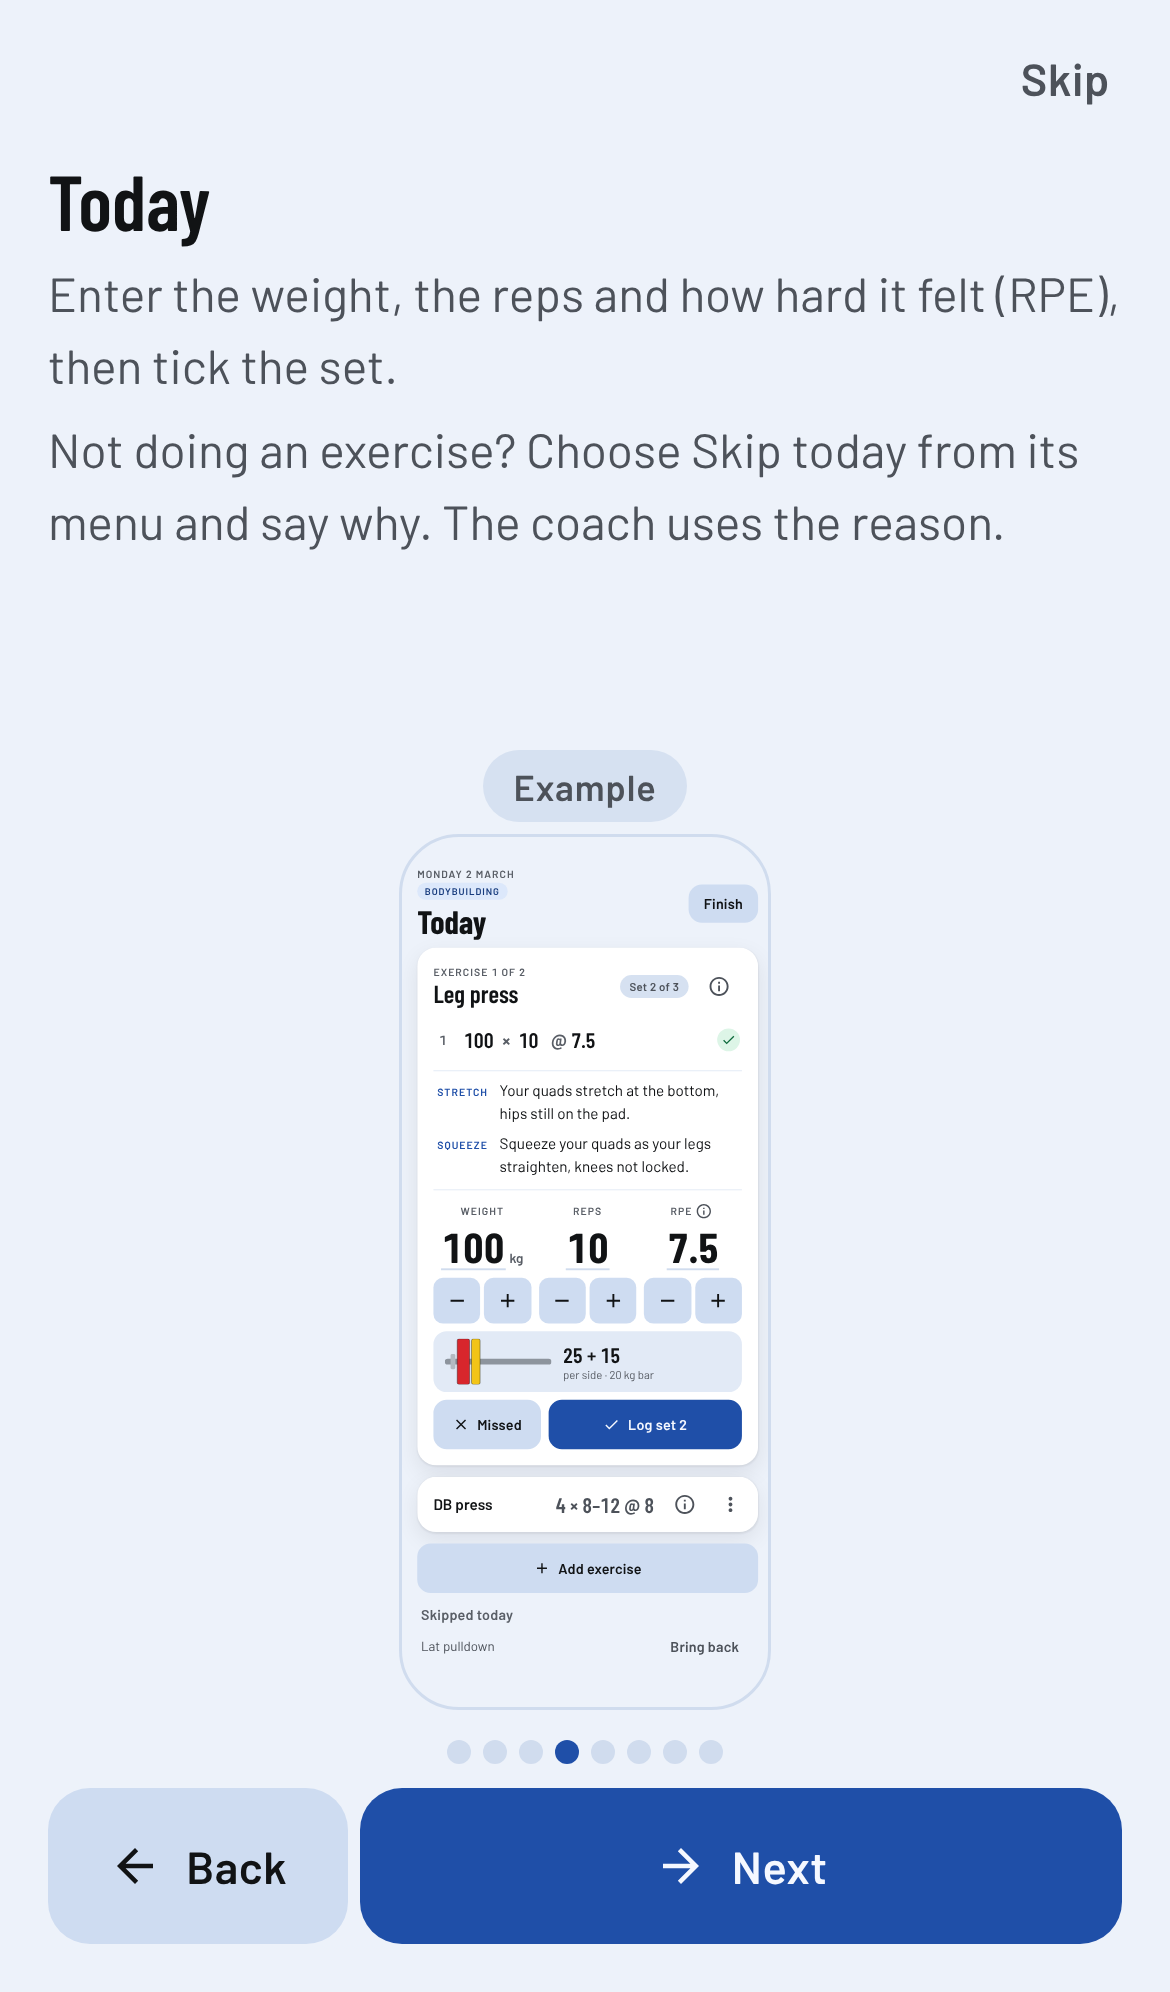 Skip
Today
Enter the weight, the reps and how hard it felt (RPE),
then tick the set.
Not doing an exercise? Choose Skip today from its
menu and say why. The coach uses the reason.
Example
MONDAY 2 MARCH
BODYBUILDING
Today
Finish
EXERCISE 1 OF 2
Leg press
Set 2 of 3
1 100 × 10 @ 7.5
STRETCH Your quads stretch at the bottom,
hips still on the pad.
SQUEEZE Squeeze your quads as your legs
straighten, knees not locked.
WEIGHT REPS RPE
100 kg 10 7.5
25 + 15
per side · 20 kg bar
Missed Log set 2
DB press 4 × 8–12 @ 8
Add exercise
Skipped today
Lat pulldown Bring back
Back Next